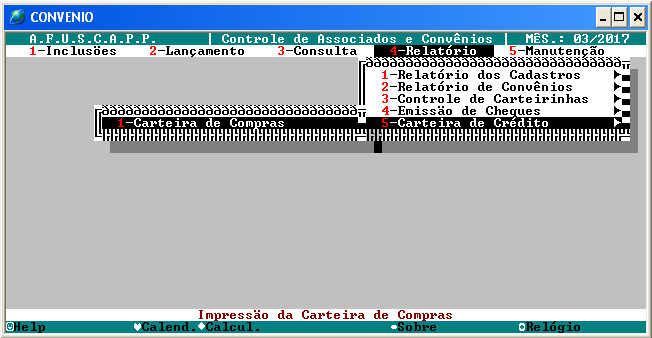 CONVENIO
A.F.U.S.C.A.P.P. | Controle de Associados e Convênios | MÊS.: 03/2017
1-Inclusões 2-Lançamento 3-Consulta 4-Relatório 5-Manutenção
1-Relatório dos Cadastros
2-Relatório de Convênios
3-Controle de Carteirinhas
4-Emissão de Cheques
1-Carteira de Compras 5-Carteira de Crédito
Impressão da Carteira de Compras
Help Calend. Calcul. Sobre Relógio